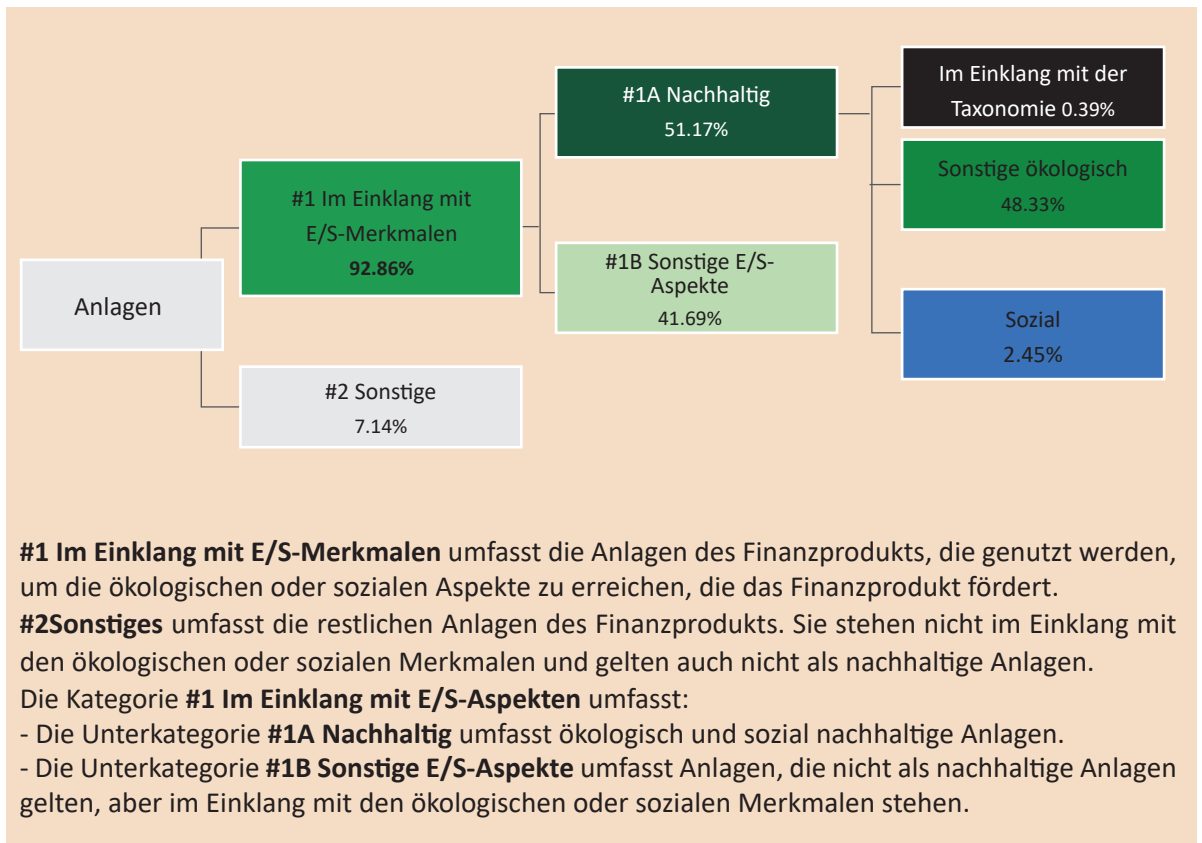 Anlagen
#1 Im Einklang mit
E/S-Merkmalen
92.86%
#2 Sonstige
7.14%
#1A Nachhaltig
51.17%
#1B Sonstige E/S-
Aspekte
41.69%
Im Einklang mit der
Taxonomie 0.39%
Sonstige ökologisch
48.33%
Sozial
2.45%
#1 Im Einklang mit E/S-Merkmalen umfasst die Anlagen des Finanzprodukts, die genutzt werden,
um die ökologischen oder sozialen Aspekte zu erreichen, die das Finanzprodukt fördert.
#2Sonstiges umfasst die restlichen Anlagen des Finanzprodukts. Sie stehen nicht im Einklang mit
den ökologischen oder sozialen Merkmalen und gelten auch nicht als nachhaltige Anlagen.
Die Kategorie #1 Im Einklang mit E/S-Aspekten umfasst:
- Die Unterkategorie #1A Nachhaltig umfasst ökologisch und sozial nachhaltige Anlagen.
- Die Unterkategorie #1B Sonstige E/S-Aspekte umfasst Anlagen, die nicht als nachhaltige Anlagen
gelten, aber im Einklang mit den ökologischen oder sozialen Merkmalen stehen.